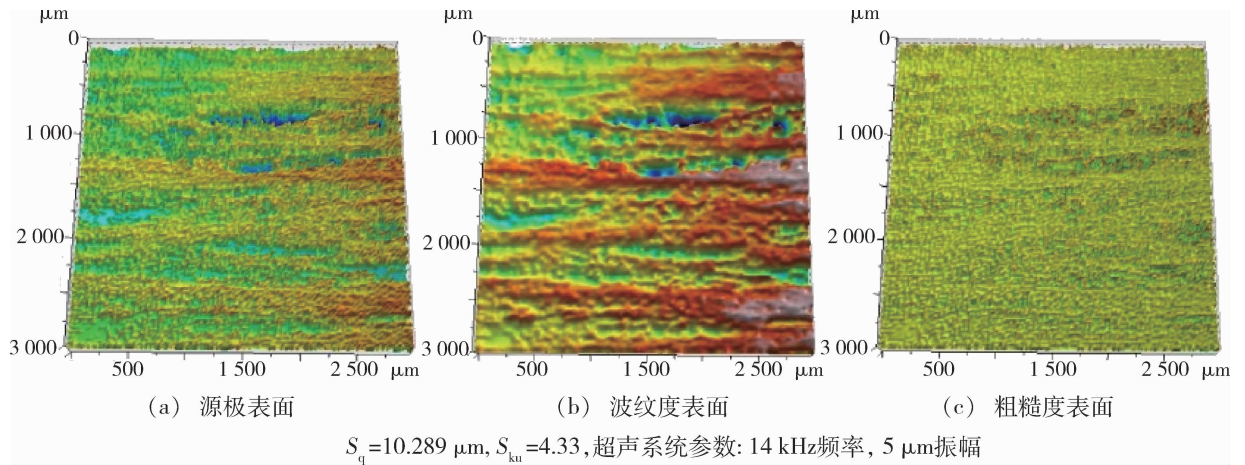 μm μm μm
0 0 0
1 000 1 000 1 000
2 000 2 000 2 000
3 000 3 000 3 000
500 1 500 2 500 μm 500 1 500 2 500 μm 500 1 500 2 500 μm
(a) 源极表面 (b) 波纹度表面 (c) 粗糙度表面
Sq=10.289 μm, Sku=4.33,超声系统参数: 14 kHz频率, 5 μm振幅